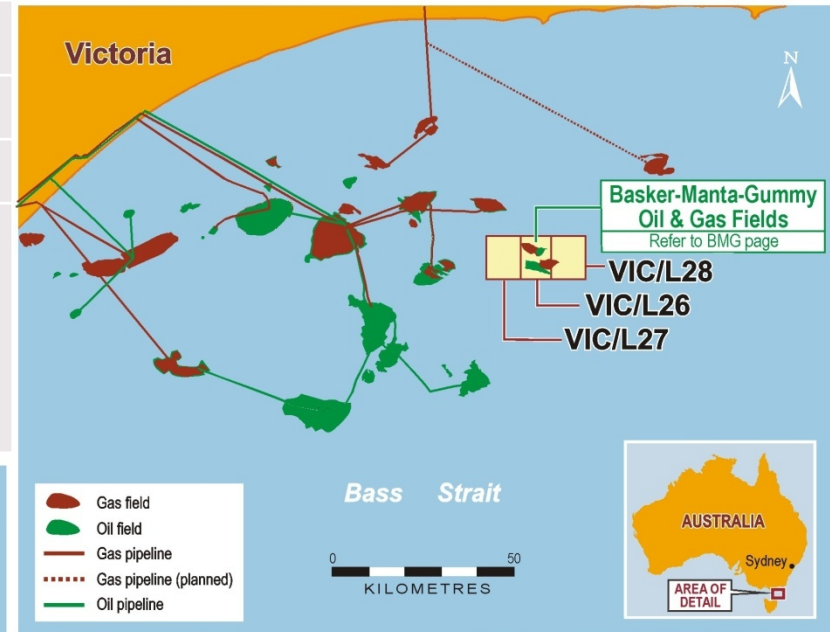 Victoria
N
Basker-Manta-Gummy
Oil & Gas Fields
Refer to BMG page
VIC/L28
VIC/L26
VIC/L27
Bass Strait
Gas field
Oil field
Gas pipeline
Gas pipeline (planned)
Oil pipeline
0 50
KILOMETRES
AUSTRALIA
Sydney
AREA OF
DETAIL